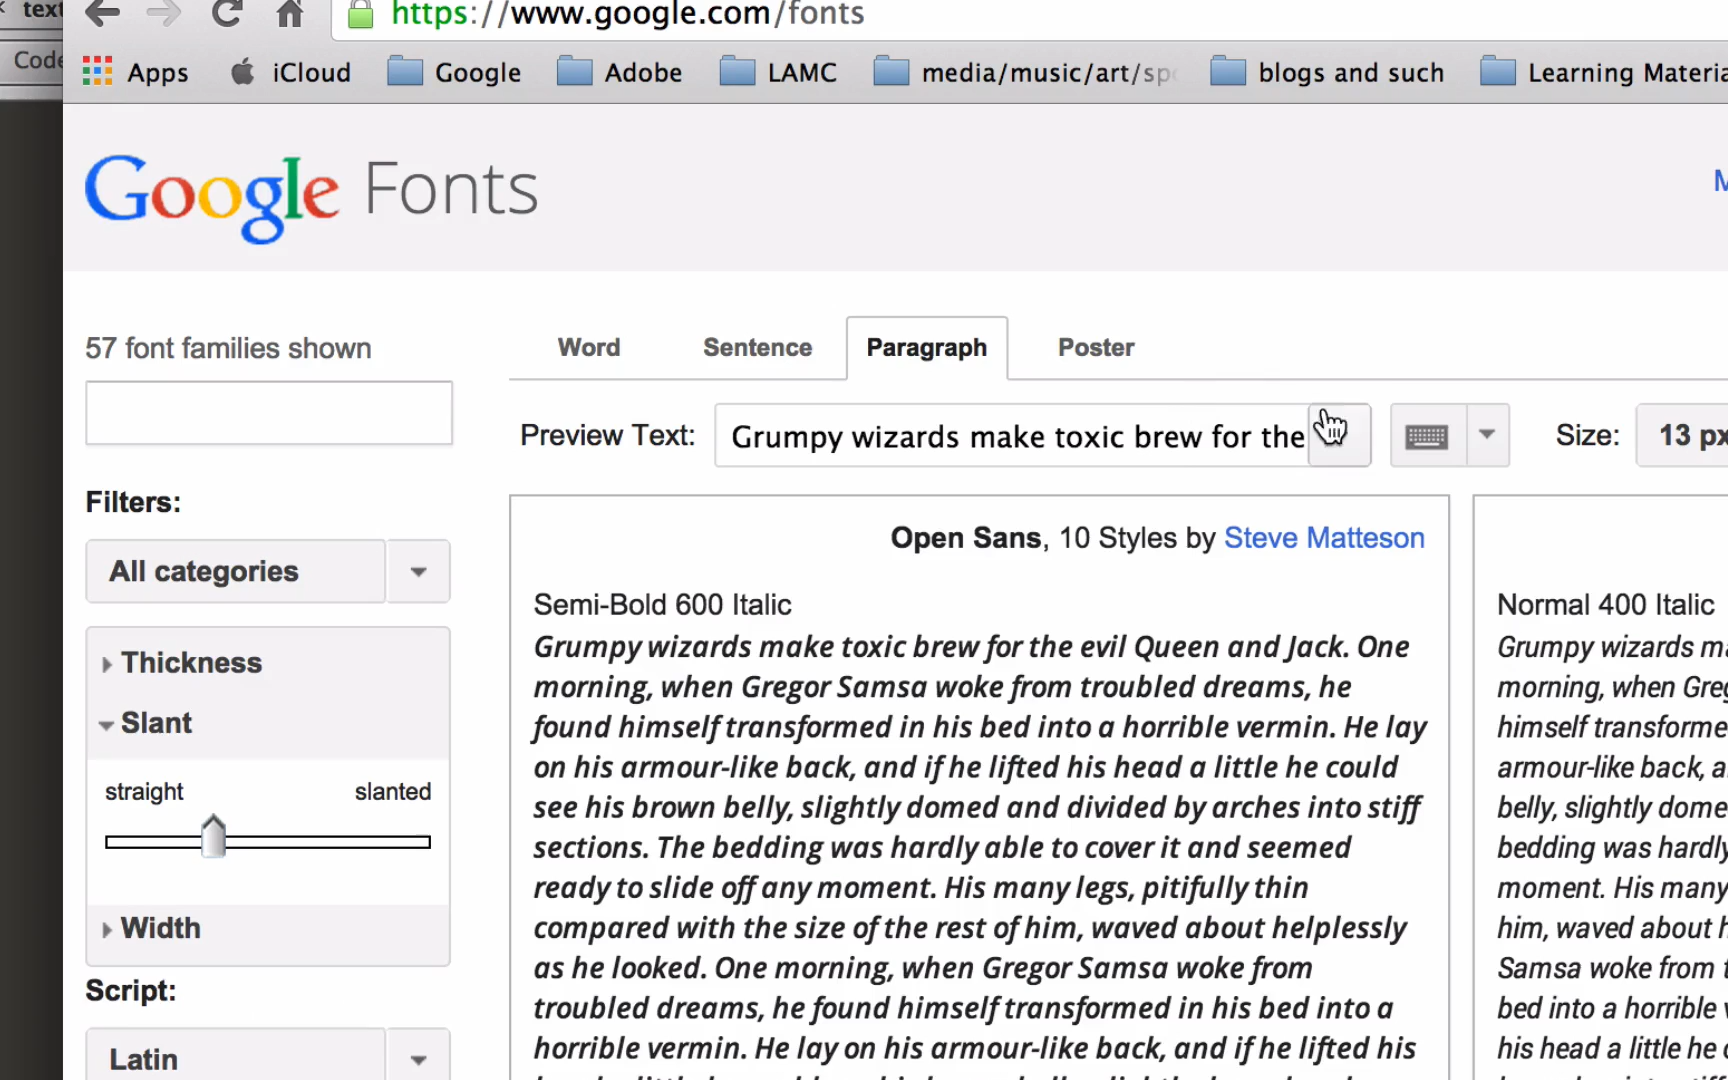 text
Code
https://www.google.com/fonts
Apps iCloud Google Adobe LAMC media/music/art/sp blogs and such Learning Materia
Google Fonts
M
57 font families shown
Word Sentence Paragraph Poster
Preview Text: Grumpy wizards make toxic brew for the Size: 13 px
Filters:
All categories
Thickness
Slant
straight slanted
Width
Script:
Latin
Open Sans, 10 Styles by Steve Matteson
Semi-Bold 600 Italic
Grumpy wizards make toxic brew for the evil Queen and Jack. One
morning, when Gregor Samsa woke from troubled dreams, he
found himself transformed in his bed into a horrible vermin. He lay
on his armour-like back, and if he lifted his head a little he could
see his brown belly, slightly domed and divided by arches into stiff
sections. The bedding was hardly able to cover it and seemed
ready to slide off any moment. His many legs, pitifully thin
compared with the size of the rest of him, waved about helplessly
as he looked. One morning, when Gregor Samsa woke from
troubled dreams, he found himself transformed in his bed into a
horrible vermin. He lay on his armour-like back, and if he lifted his
Normal 400 Italic
Grumpy wizards ma
morning, when Greg
himself transforme
armour-like back, a
belly, slightly dome
bedding was hardly
moment. His many
him, waved about h
Samsa woke from t
bed into a horrible v
his head a little he c